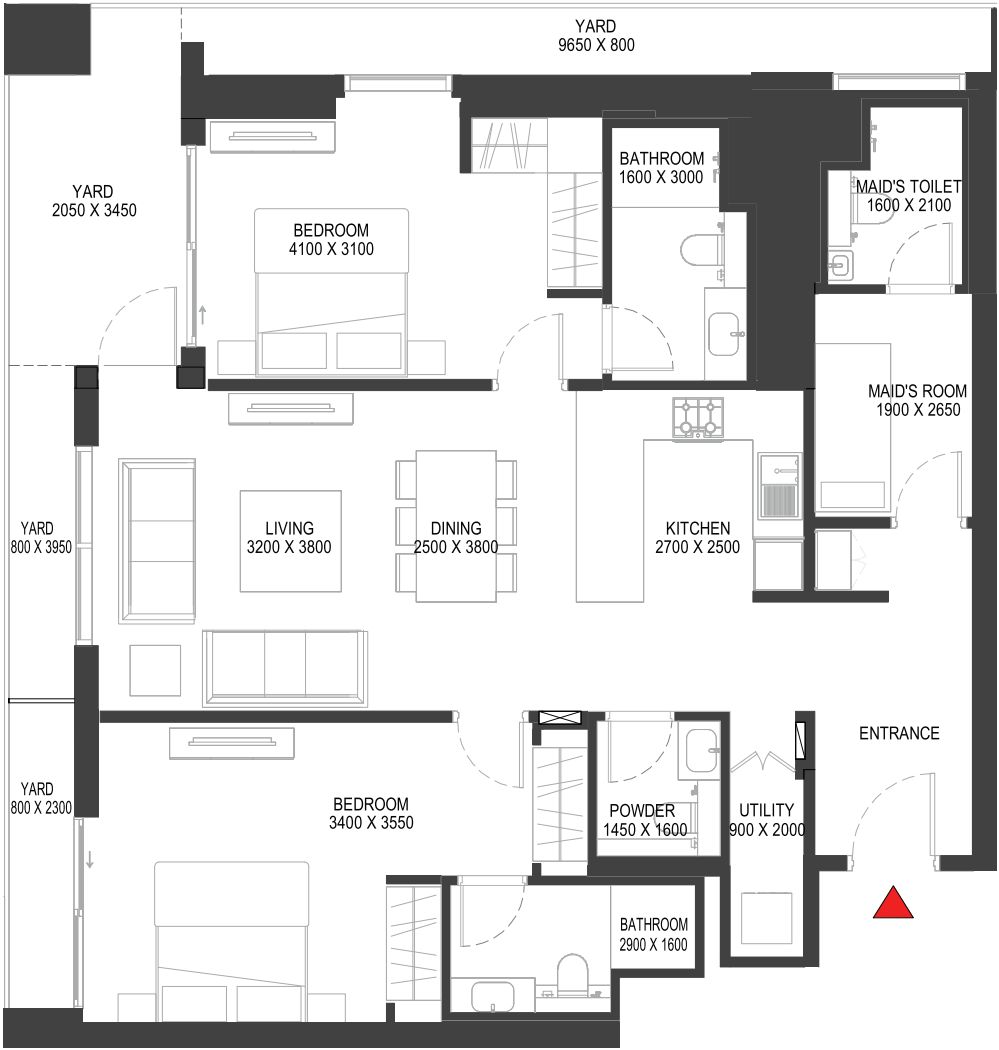 YARD
9650 X 800
YARD
2050 X 3450
BEDROOM
4100 X 3100
BATHROOM
1600 X 3000
MAID'S TOILET
1600 X 2100
MAID'S ROOM
1900 X 2650
YARD
800 X 3950
LIVING
3200 X 3800
DINING
2500 X 3800
KITCHEN
2700 X 2500
ENTRANCE
YARD
800 X 2300
BEDROOM
3400 X 3550
POWDER
1450 X 1600
UTILITY
900 X 2000
BATHROOM
2900 X 1600